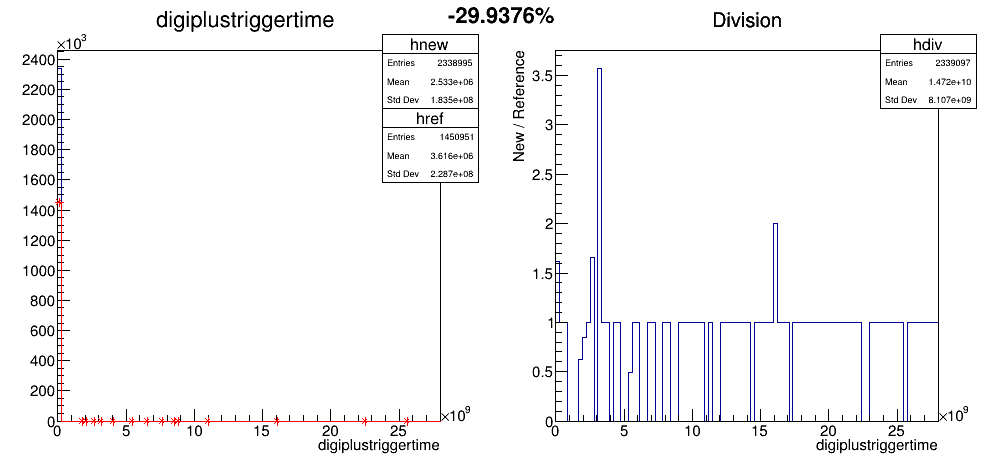 -29.9376%
digiplustriggertime
×10³
hnew
Entries 2338995
Mean 2.533e+06
Std Dev 1.835e+08
href
Entries 1450951
Mean 3.616e+06
Std Dev 2.287e+08
2400
2200
2000
1800
1600
1400
1200
1000
800
600
400
200
0
0 5 10 15 20 25
×10⁹
digiplustriggertime
Division
hdiv
Entries 2339097
Mean 1.472e+10
Std Dev 8.107e+09
New / Reference
3.5
3
2.5
2
1.5
1
0.5
0
0 5 10 15 20 25
×10⁹
digiplustriggertime